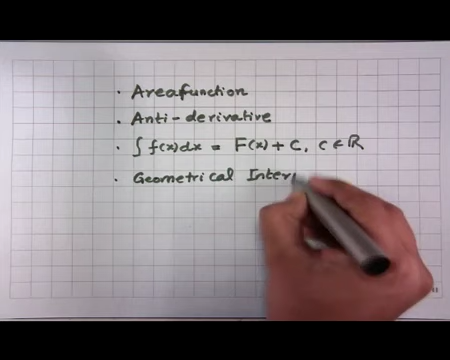 · Areafunction
· Anti-derivative
· ∫ f(x)dx = F(x) + C, C ∈ ℝ
· Geometrical Inter